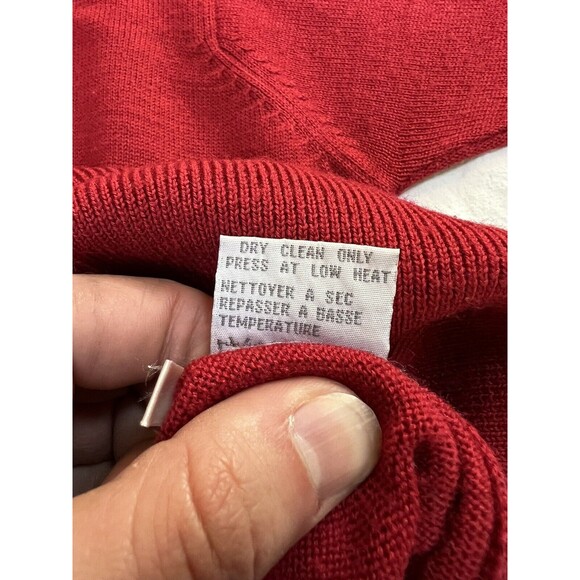 DRY CLEAN ONLY
PRESS AT LOW HEAT
NETTOYER A SEC
REPASSER A BASSE
TEMPERATURE